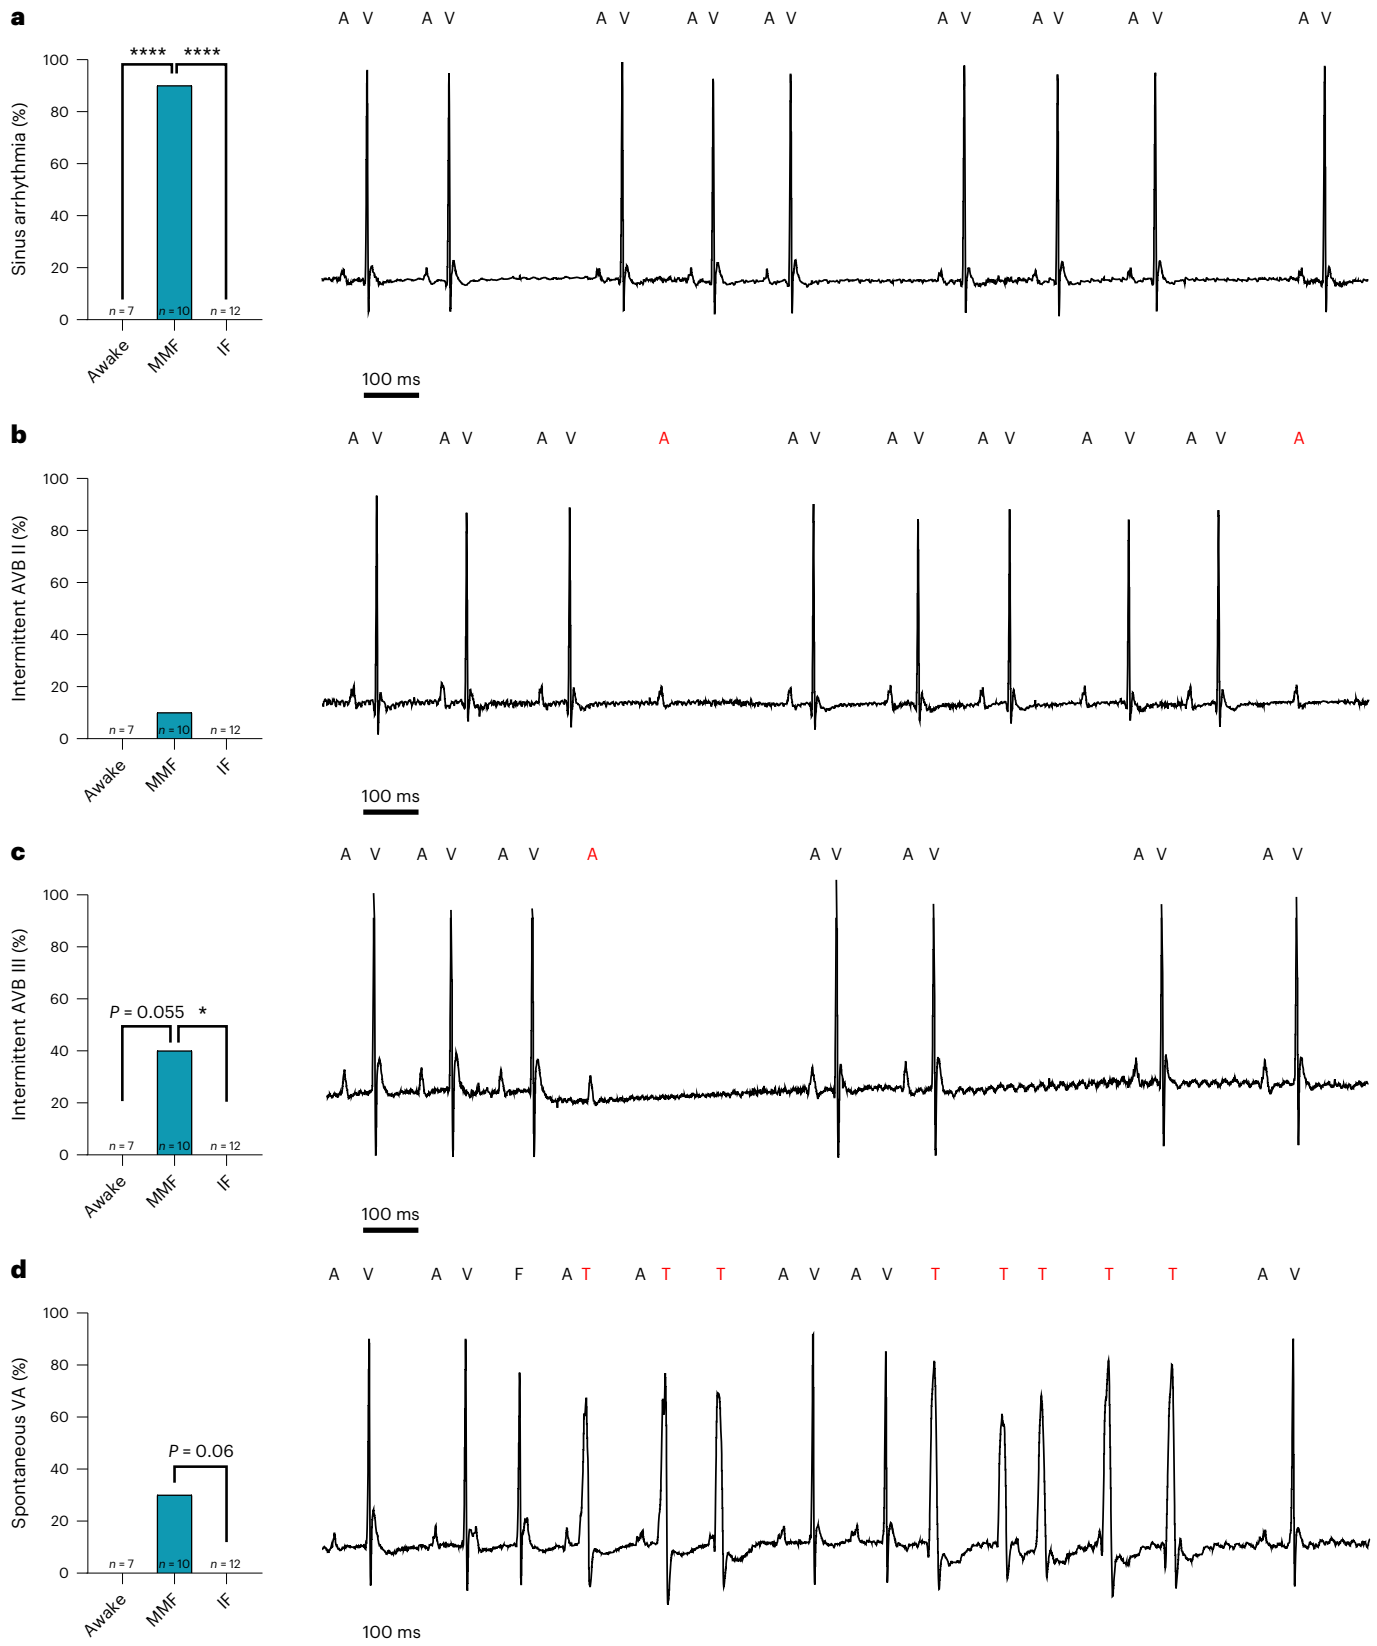 a
A V A V A V A V A V A V A V A V A V
**** ****
100
80
60
40
20
0
Sinus arrhythmia (%)
n = 7 n = 10 n = 12
Awake MMF IF
100 ms
b
A V A V A V A A V A V A V A V A V A
100
80
60
40
20
0
Intermittent AVB II (%)
n = 7 n = 10 n = 12
Awake MMF IF
100 ms
c
A V A V A V A A V A V A V A V
100
80
60
40
20
0
Intermittent AVB III (%)
P = 0.055 *
n = 7 n = 10 n = 12
Awake MMF IF
100 ms
d
A V A V F A T A T T A V A V T T T T T A V
100
80
60
40
20
0
Spontaneous VA (%)
P = 0.06
n = 7 n = 10 n = 12
Awake MMF IF
100 ms